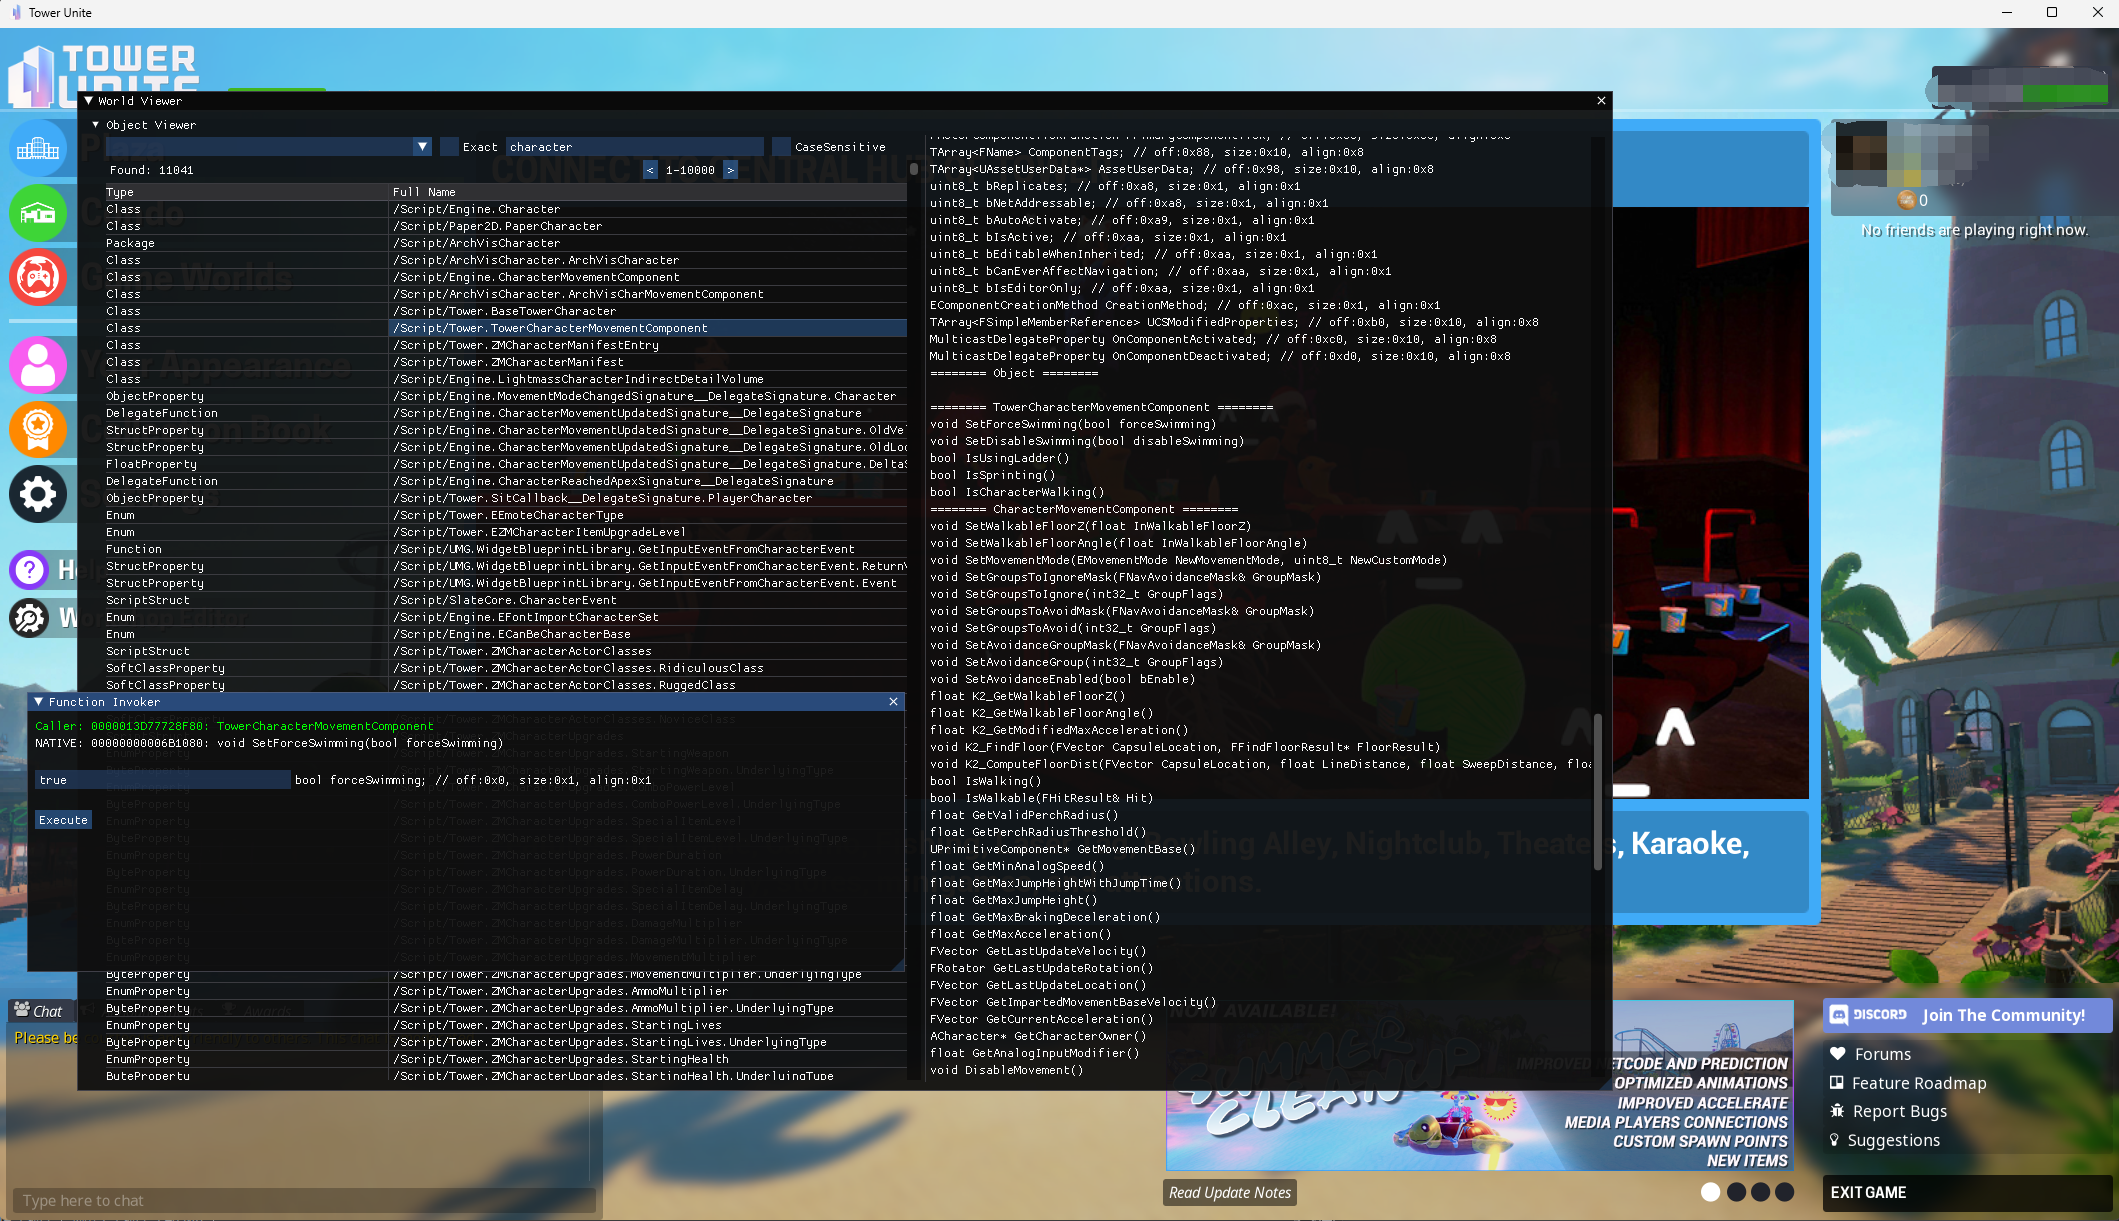 Tower Unite
TOWER
UNITE
World Viewer
Object Viewer
Exact
character
CaseSensitive
Found: 11041
< 1-10000 >
Type Full Name
Class /Script/Engine.Character
Class /Script/Paper2D.PaperCharacter
Package /Script/ArchVisCharacter
Class /Script/ArchVisCharacter.ArchVisCharacter
Class /Script/Engine.CharacterMovementComponent
Class /Script/ArchVisCharacter.ArchVisCharMovementComponent
Class /Script/Tower.BaseTowerCharacter
Class /Script/Tower.TowerCharacterMovementComponent
Class /Script/Tower.ZMCharacterManifestEntry
Class /Script/Tower.ZMCharacterManifest
Class /Script/Engine.LightmassCharacterIndirectDetailVolume
ObjectProperty /Script/Engine.MovementModeChangedSignature__DelegateSignature.Character
DelegateFunction /Script/Engine.CharacterMovementUpdatedSignature__DelegateSignature
StructProperty /Script/Engine.CharacterMovementUpdatedSignature__DelegateSignature.OldVel
StructProperty /Script/Engine.CharacterMovementUpdatedSignature__DelegateSignature.OldLoc
FloatProperty /Script/Engine.CharacterMovementUpdatedSignature__DelegateSignature.DeltaS
DelegateFunction /Script/Engine.CharacterReachedApexSignature__DelegateSignature
ObjectProperty /Script/Tower.SitCallback__DelegateSignature.PlayerCharacter
Enum /Script/Tower.EEmoteCharacterType
Enum /Script/Tower.EZMCharacterItemUpgradeLevel
Function /Script/UMG.WidgetBlueprintLibrary.GetInputEventFromCharacterEvent
StructProperty /Script/UMG.WidgetBlueprintLibrary.GetInputEventFromCharacterEvent.ReturnV
StructProperty /Script/UMG.WidgetBlueprintLibrary.GetInputEventFromCharacterEvent.Event
ScriptStruct /Script/SlateCore.CharacterEvent
Enum /Script/Engine.EFontImportCharacterSet
Enum /Script/Engine.ECanBeCharacterBase
ScriptStruct /Script/Tower.ZMCharacterActorClasses
SoftClassProperty /Script/Tower.ZMCharacterActorClasses.RidiculousClass
SoftClassProperty /Script/Tower.ZMCharacterActorClasses.RuggedClass
Function Invoker
Caller: 0000013D77728F80: TowerCharacterMovementComponent
NATIVE: 00000000006B1080: void SetForceSwimming(bool forceSwimming)
true bool forceSwimming; // off:0x0, size:0x1, align:0x1
Execute
ByteProperty /Script/Tower.ZMCharacterUpgrades.MovementMultiplier.UnderlyingType
EnumProperty /Script/Tower.ZMCharacterUpgrades.AmmoMultiplier
ByteProperty /Script/Tower.ZMCharacterUpgrades.AmmoMultiplier.UnderlyingType
EnumProperty /Script/Tower.ZMCharacterUpgrades.StartingLives
ByteProperty /Script/Tower.ZMCharacterUpgrades.StartingLives.UnderlyingType
EnumProperty /Script/Tower.ZMCharacterUpgrades.StartingHealth
ByteProperty /Script/Tower.ZMCharacterUpgrades.StartingHealth.UnderlyingType
TArray<FName> ComponentTags; // off:0x88, size:0x10, align:0x8
TArray<UAssetUserData*> AssetUserData; // off:0x98, size:0x10, align:0x8
uint8_t bReplicates; // off:0xa8, size:0x1, align:0x1
uint8_t bNetAddressable; // off:0xa8, size:0x1, align:0x1
uint8_t bAutoActivate; // off:0xa9, size:0x1, align:0x1
uint8_t bIsActive; // off:0xaa, size:0x1, align:0x1
uint8_t bEditableWhenInherited; // off:0xaa, size:0x1, align:0x1
uint8_t bCanEverAffectNavigation; // off:0xaa, size:0x1, align:0x1
uint8_t bIsEditorOnly; // off:0xaa, size:0x1, align:0x1
EComponentCreationMethod CreationMethod; // off:0xac, size:0x1, align:0x1
TArray<FSimpleMemberReference> UCSModifiedProperties; // off:0xb0, size:0x10, align:0x8
MulticastDelegateProperty OnComponentActivated; // off:0xc0, size:0x10, align:0x8
MulticastDelegateProperty OnComponentDeactivated; // off:0xd0, size:0x10, align:0x8
======== Object ========
======== TowerCharacterMovementComponent ========
void SetForceSwimming(bool forceSwimming)
void SetDisableSwimming(bool disableSwimming)
bool IsUsingLadder()
bool IsSprinting()
bool IsCharacterWalking()
======== CharacterMovementComponent ========
void SetWalkableFloorZ(float InWalkableFloorZ)
void SetWalkableFloorAngle(float InWalkableFloorAngle)
void SetMovementMode(EMovementMode NewMovementMode, uint8_t NewCustomMode)
void SetGroupsToIgnoreMask(FNavAvoidanceMask& GroupMask)
void SetGroupsToIgnore(int32_t GroupFlags)
void SetGroupsToAvoidMask(FNavAvoidanceMask& GroupMask)
void SetGroupsToAvoid(int32_t GroupFlags)
void SetAvoidanceGroupMask(FNavAvoidanceMask& GroupMask)
void SetAvoidanceGroup(int32_t GroupFlags)
void SetAvoidanceEnabled(bool bEnable)
float K2_GetWalkableFloorZ()
float K2_GetWalkableFloorAngle()
float K2_GetModifiedMaxAcceleration()
void K2_FindFloor(FVector CapsuleLocation, FFindFloorResult* FloorResult)
void K2_ComputeFloorDist(FVector CapsuleLocation, float LineDistance, float SweepDistance, floa
bool IsWalking()
bool IsWalkable(FHitResult& Hit)
float GetValidPerchRadius()
float GetPerchRadiusThreshold()
UPrimitiveComponent* GetMovementBase()
float GetMinAnalogSpeed()
float GetMaxJumpHeightWithJumpTime()
float GetMaxJumpHeight()
float GetMaxBrakingDeceleration()
float GetMaxAcceleration()
FVector GetLastUpdateVelocity()
FRotator GetLastUpdateRotation()
FVector GetLastUpdateLocation()
FVector GetImpartedMovementBaseVelocity()
FVector GetCurrentAcceleration()
ACharacter* GetCharacterOwner()
float GetAnalogInputModifier()
void DisableMovement()
0
No friends are playing right now.
Bowling Alley, Nightclub, Theaters, Karaoke,
Chat
Please be
Type here to chat
NOW AVAILABLE!
SUMMER
CLEANUP
IMPROVED NETCODE AND PREDICTION
OPTIMIZED ANIMATIONS
IMPROVED ACCELERATE
MEDIA PLAYERS CONNECTIONS
CUSTOM SPAWN POINTS
NEW ITEMS
Read Update Notes
DISCORD Join The Community!
Forums
Feature Roadmap
Report Bugs
Suggestions
EXIT GAME